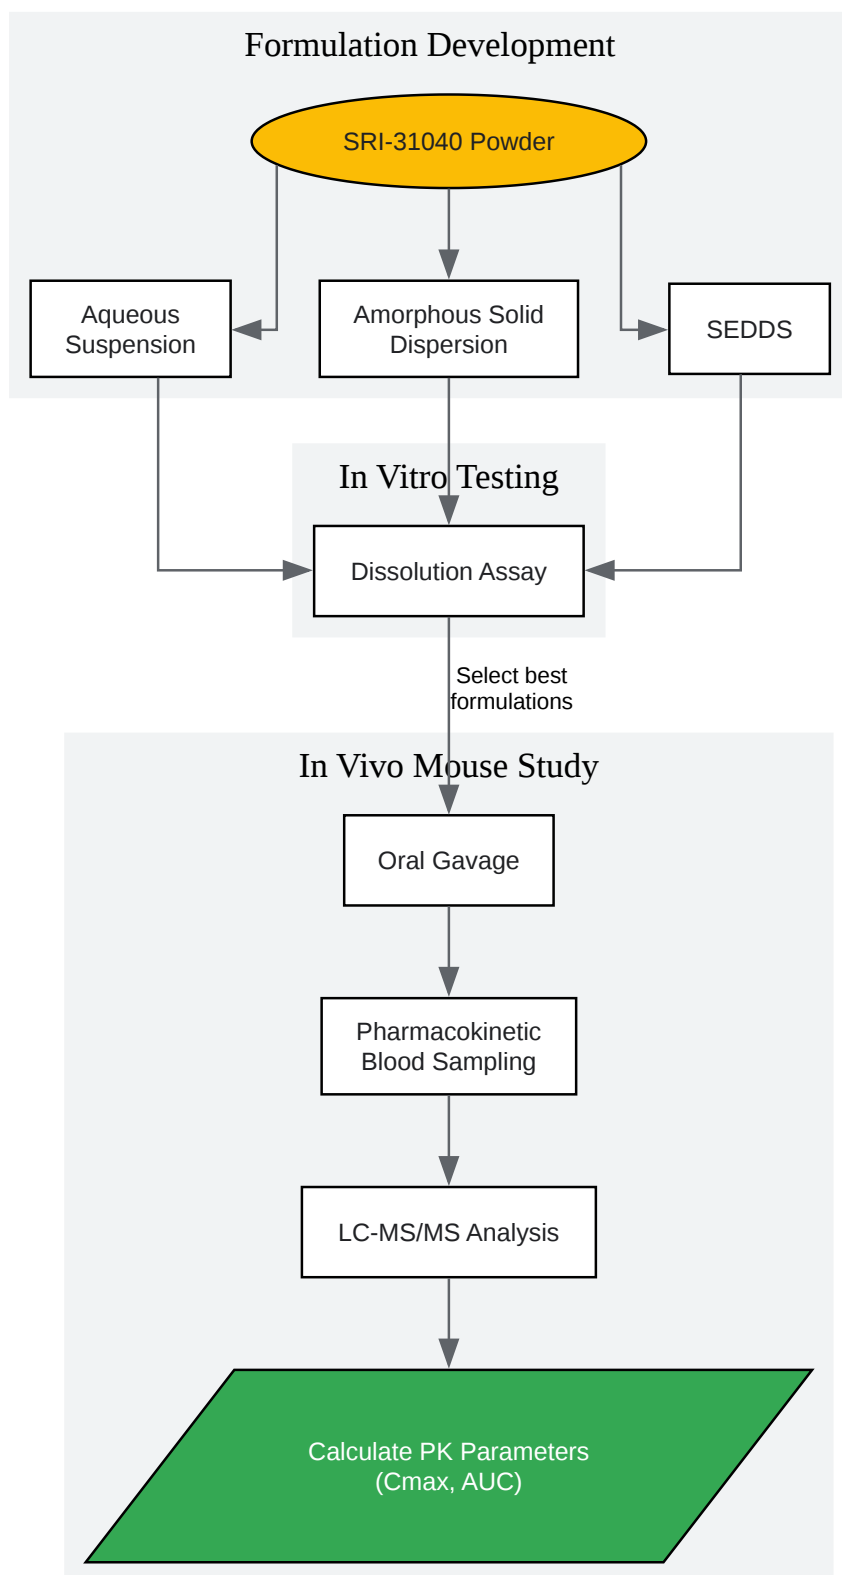 Formulation Development
SRI-31040 Powder
Aqueous
Suspension
Amorphous Solid
Dispersion
SEDDS
In Vitro Testing
Dissolution Assay
Select best
formulations
In Vivo Mouse Study
Oral Gavage
Pharmacokinetic
Blood Sampling
LC-MS/MS Analysis
Calculate PK Parameters
(Cmax, AUC)